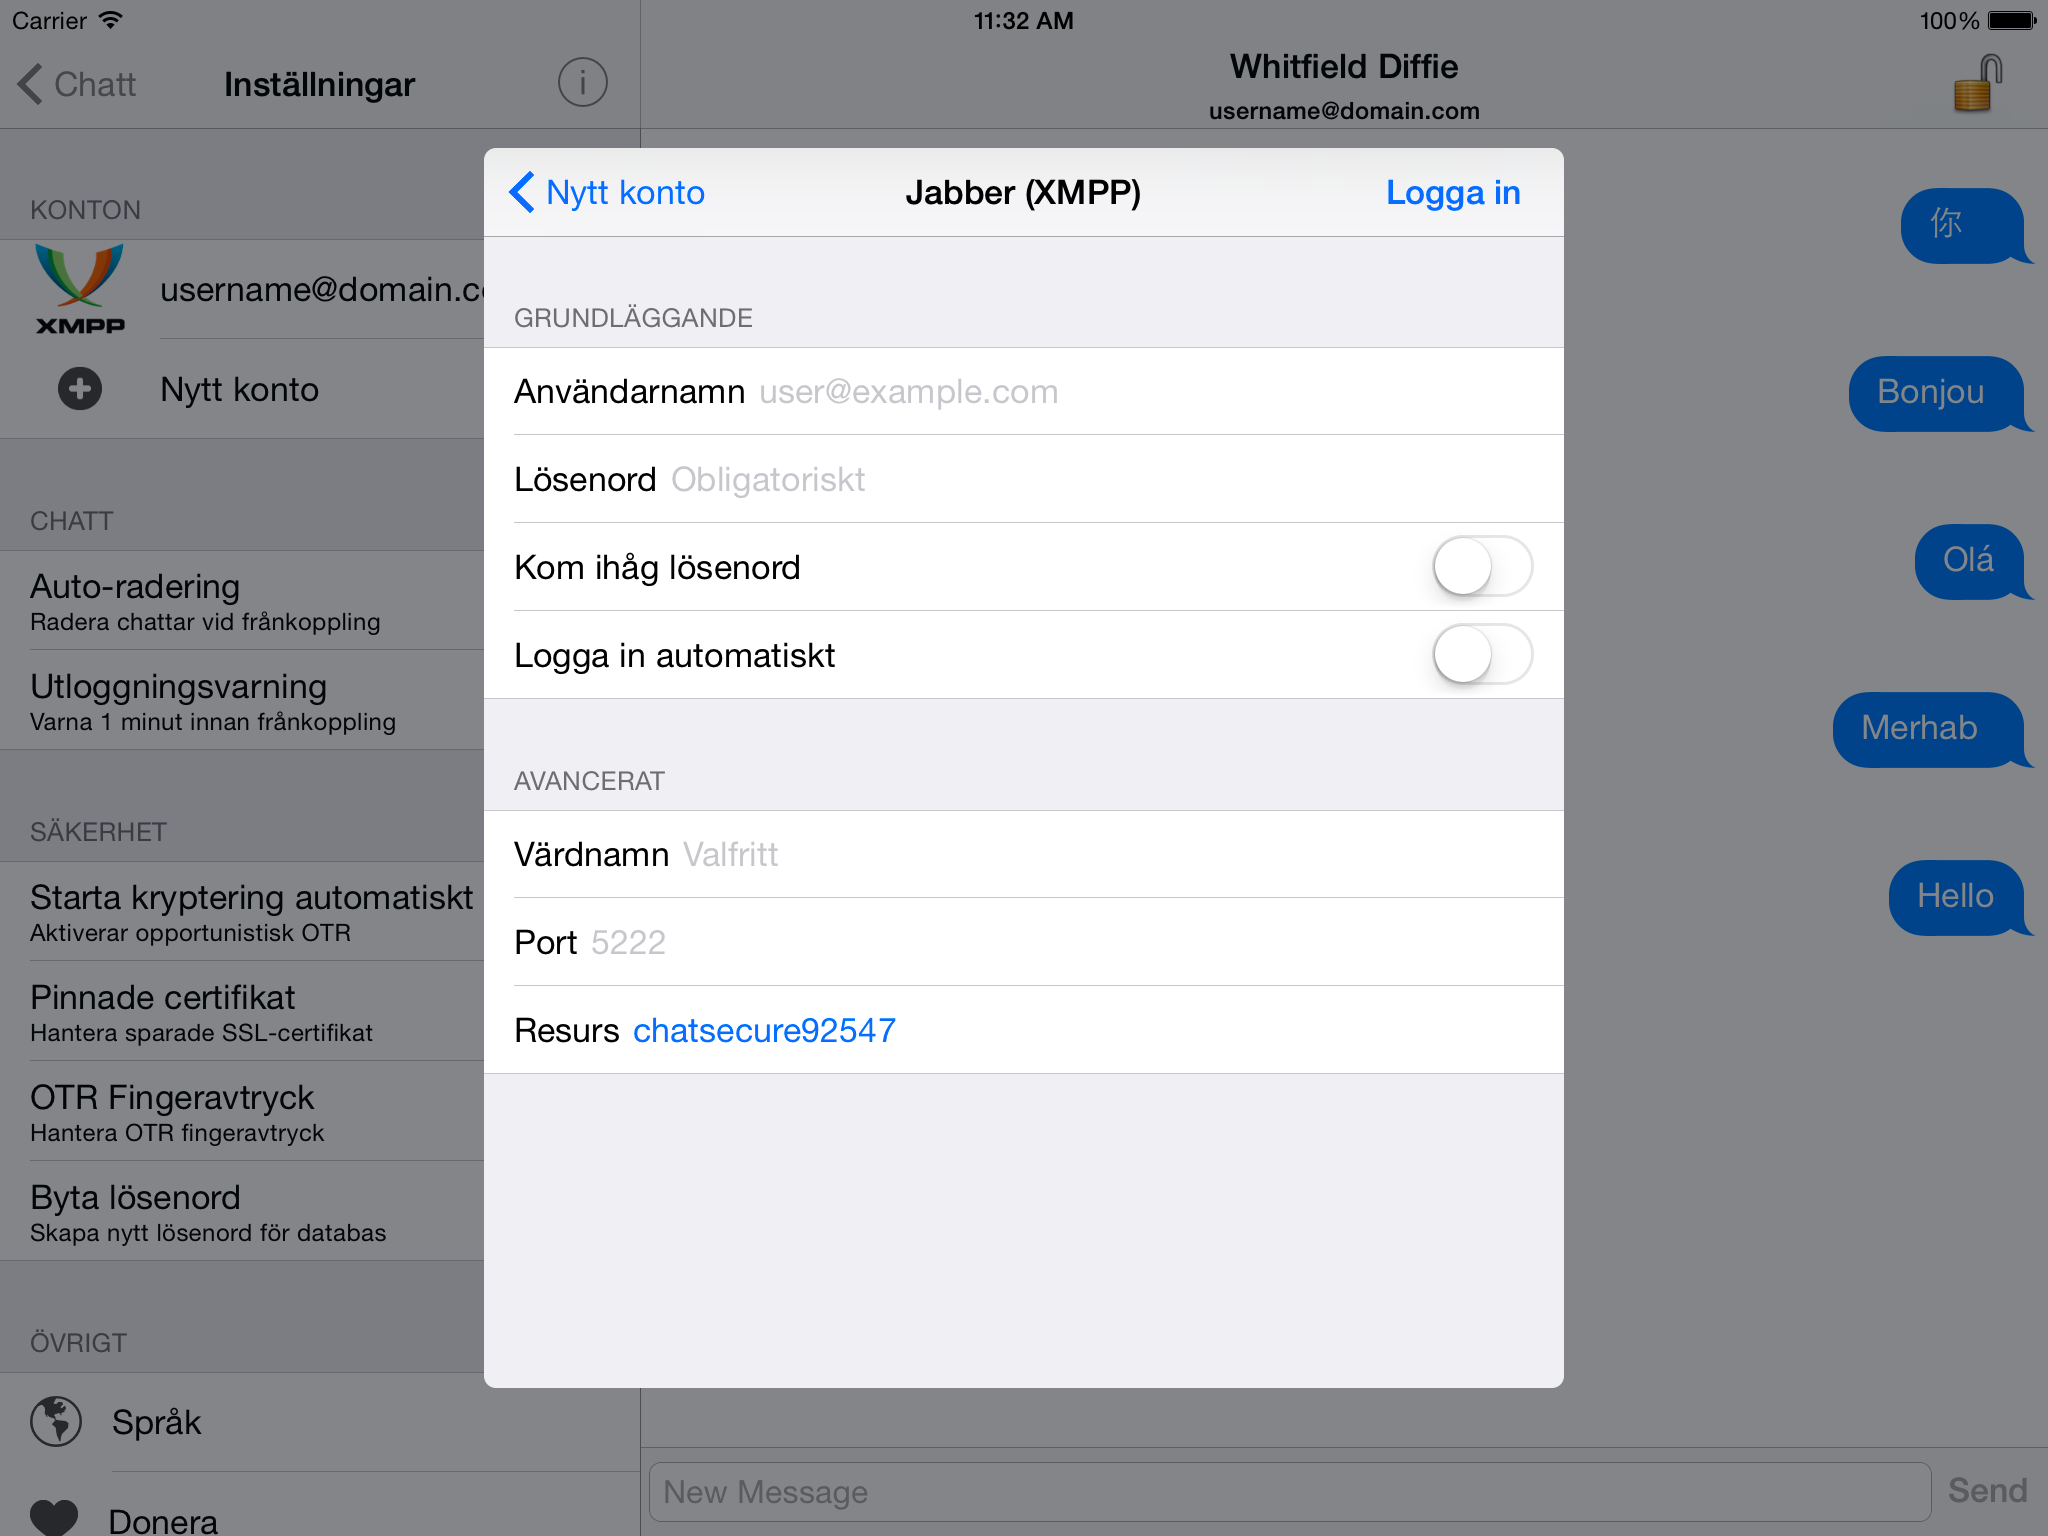 Carrier
11:32 AM
100%
Chatt
Inställningar
Whitfield Diffie
username@domain.com
KONTON
XMPP
username@domain.c
Nytt konto
CHATT
Auto-radering
Radera chattar vid frånkoppling
Utloggningsvarning
Varna 1 minut innan frånkoppling
SÄKERHET
Starta kryptering automatiskt
Aktiverar opportunistisk OTR
Pinnade certifikat
Hantera sparade SSL-certifikat
OTR Fingeravtryck
Hantera OTR fingeravtryck
Byta lösenord
Skapa nytt lösenord för databas
ÖVRIGT
Språk
Donera
Nytt konto
Jabber (XMPP)
Logga in
GRUNDLÄGGANDE
Användarnamn user@example.com
Lösenord Obligatoriskt
Kom ihåg lösenord
Logga in automatiskt
AVANCERAT
Värdnamn Valfritt
Port 5222
Resurs chatsecure92547
你
Bonjou
Olá
Merhab
Hello
New Message
Send